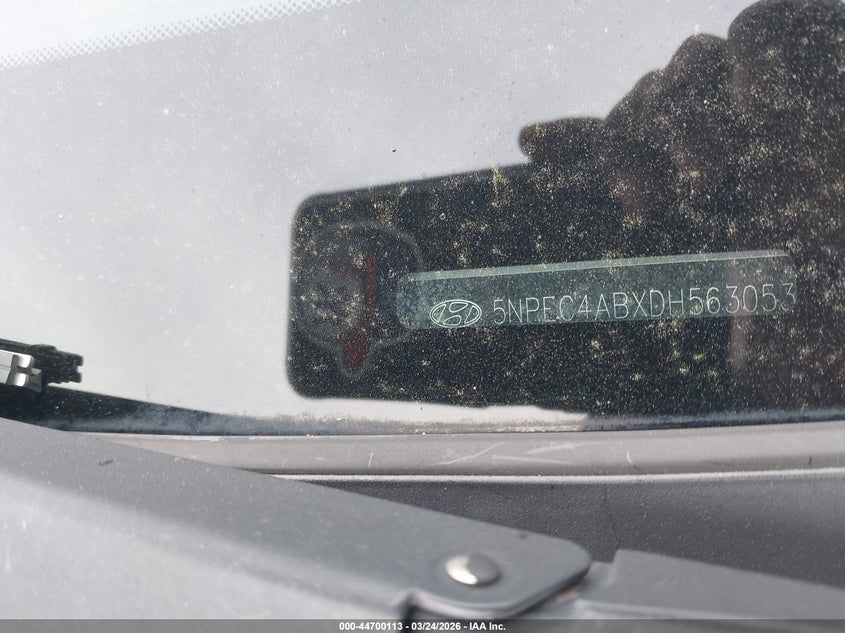 5NPEC4ABXDH563053
000-44700113 - 03/24/2026 - IAA Inc.